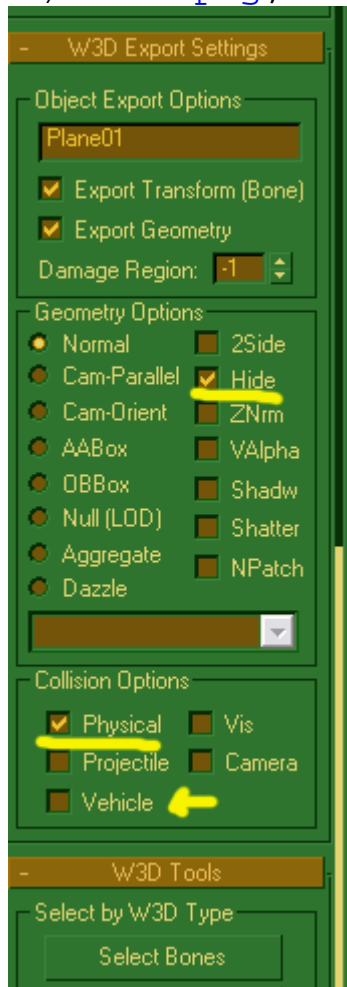 - W3D Export Settings
Object Export Options
Plane01
Export Transform (Bone)
Export Geometry
Damage Region: -1
Geometry Options
Normal 2Side
Cam-Parallel Hide
Cam-Orient ZNrm
AABox VAlpha
OBBox Shadw
Null (LOD) Shatter
Aggregate NPatch
Dazzle
Collision Options
Physical Vis
Projectile Camera
Vehicle
- W3D Tools
Select by W3D Type
Select Bones